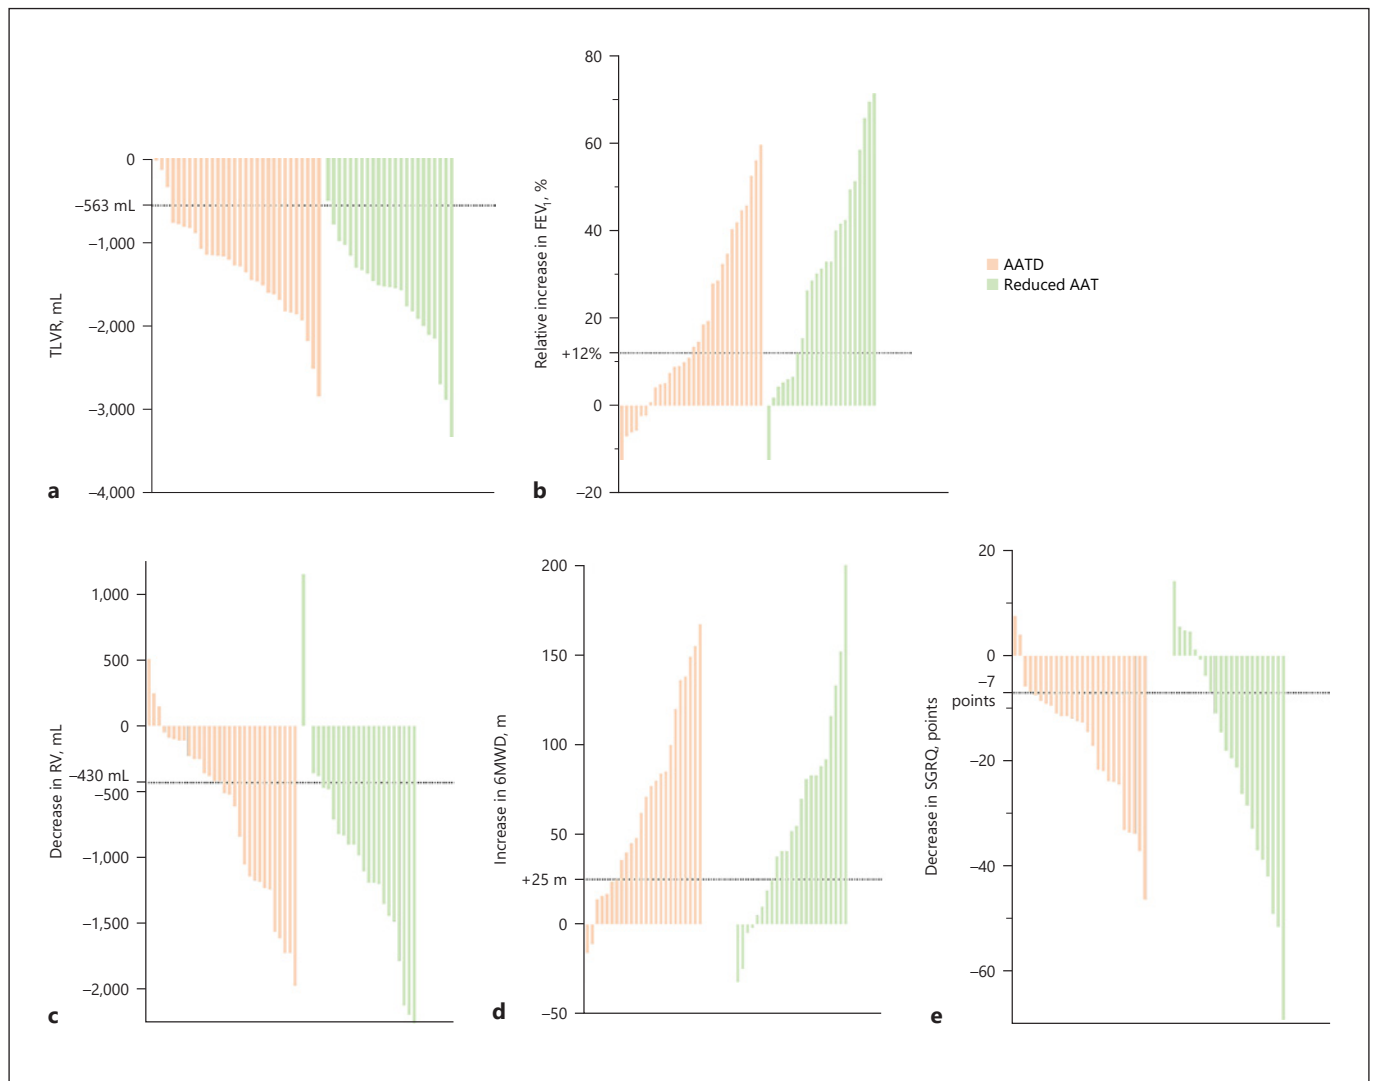 0
−563 mL
−1,000
−2,000
−3,000
−4,000
TLVR, mL
a
80
60
40
20
+12%
0
−20
Relative increase in FEV₁, %
b
AATD
Reduced AAT
1,000
500
0
−430 mL
−500
−1,000
−1,500
−2,000
Decrease in RV, mL
c
200
150
100
50
+25 m
0
−50
Increase in 6MWD, m
d
20
0
−7
points
−20
−40
−60
Decrease in SGRQ, points
e